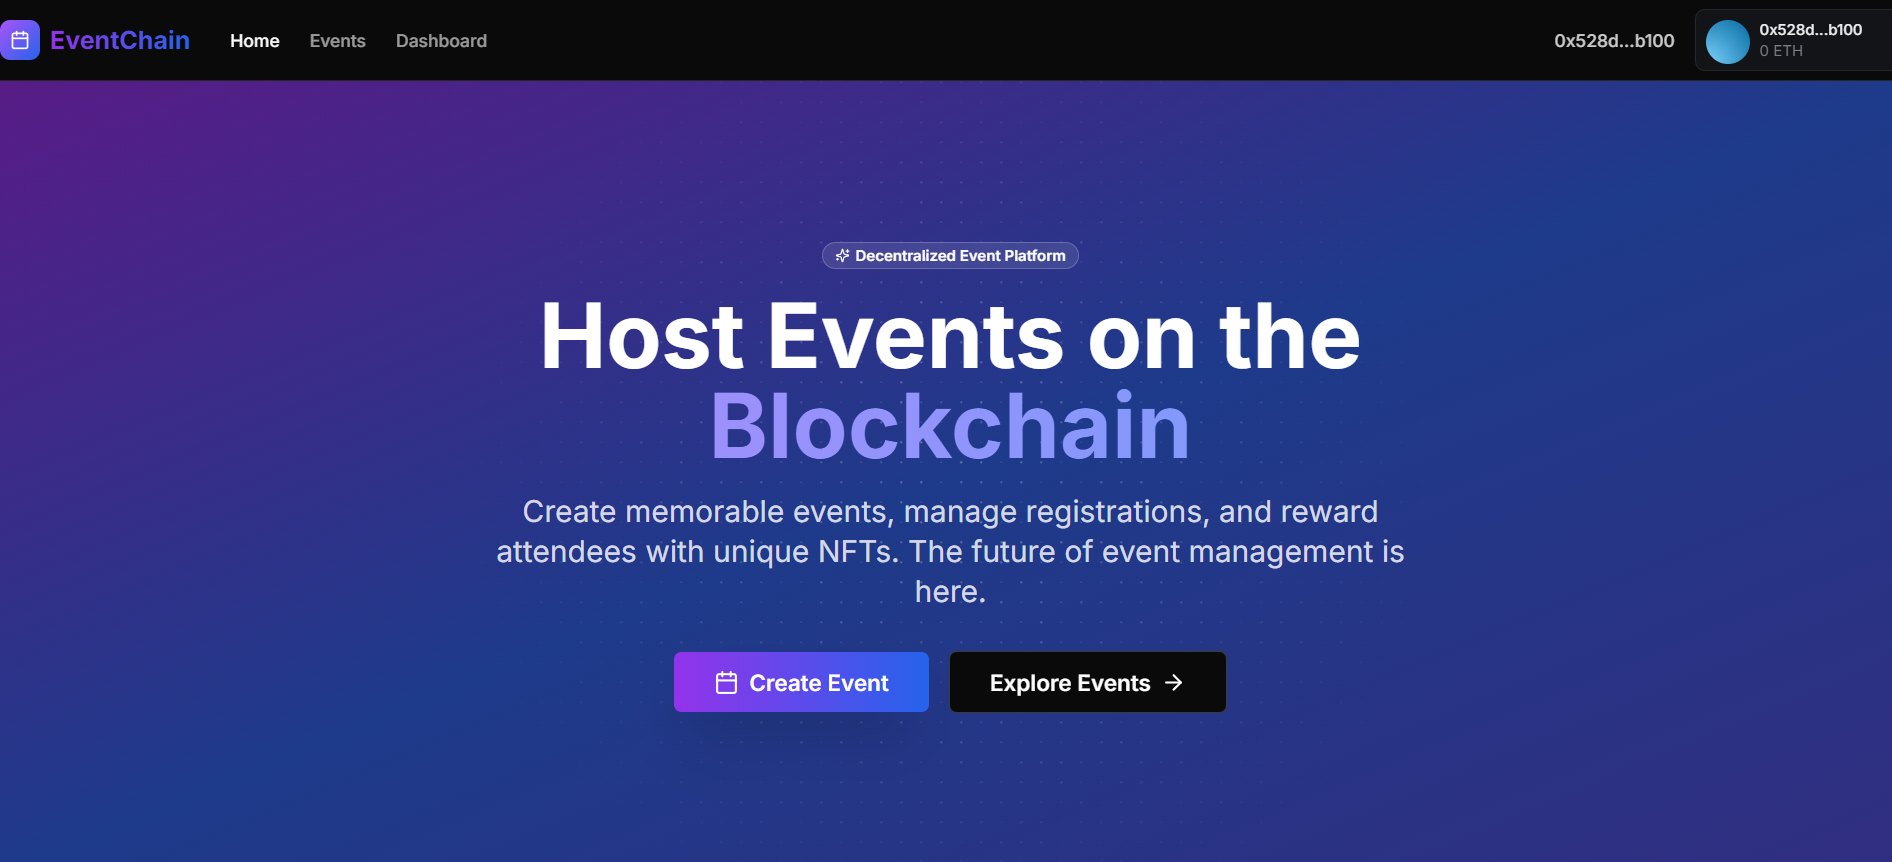 EventChain
Home
Events
Dashboard
0x528d...b100
0x528d...b100
0 ETH
Decentralized Event Platform
Host Events on the
Blockchain
Create memorable events, manage registrations, and reward
attendees with unique NFTs. The future of event management is
here.
Create Event
Explore Events